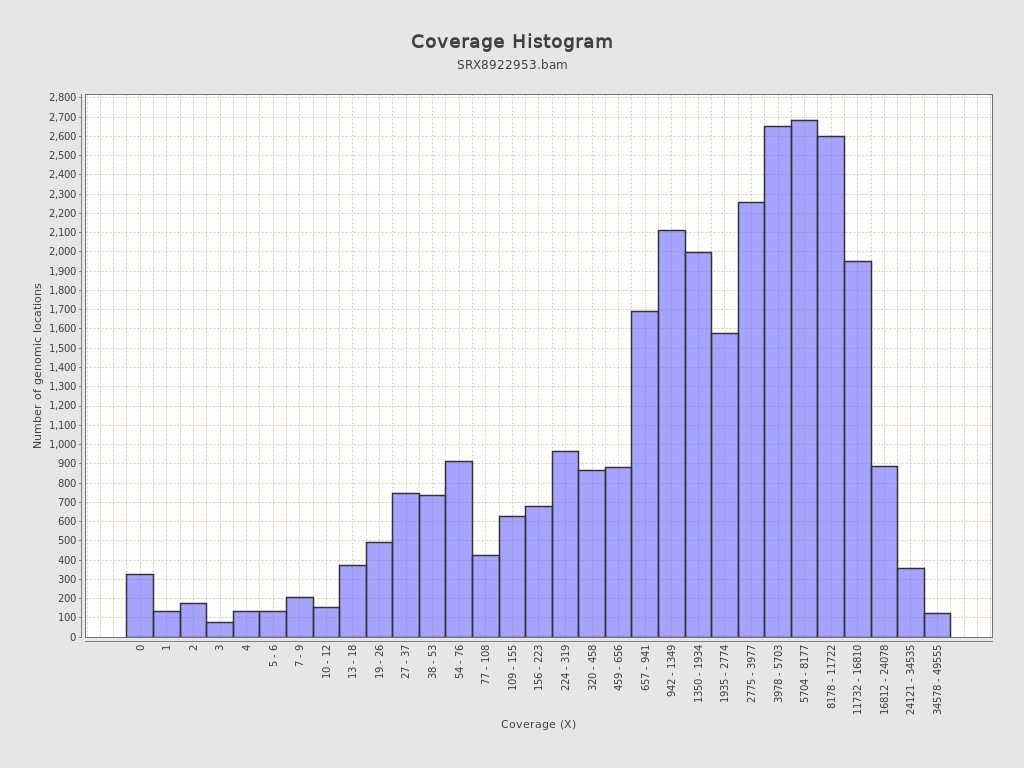 Coverage Histogram
SRX8922953.bam
2,800
2,700
2,600
2,500
2,400
2,300
2,200
2,100
2,000
1,900
1,800
1,700
1,600
1,500
1,400
1,300
1,200
1,100
1,000
900
800
700
600
500
400
300
200
100
0
Number of genomic locations
0
1
2
3
4
5 - 6
7 - 9
10 - 12
13 - 18
19 - 26
27 - 37
38 - 53
54 - 76
77 - 108
109 - 155
156 - 223
224 - 319
320 - 458
459 - 656
657 - 941
942 - 1349
1350 - 1934
1935 - 2774
2775 - 3977
3978 - 5703
5704 - 8177
8178 - 11722
11732 - 16810
16812 - 24078
24121 - 34535
34578 - 49555
Coverage (X)